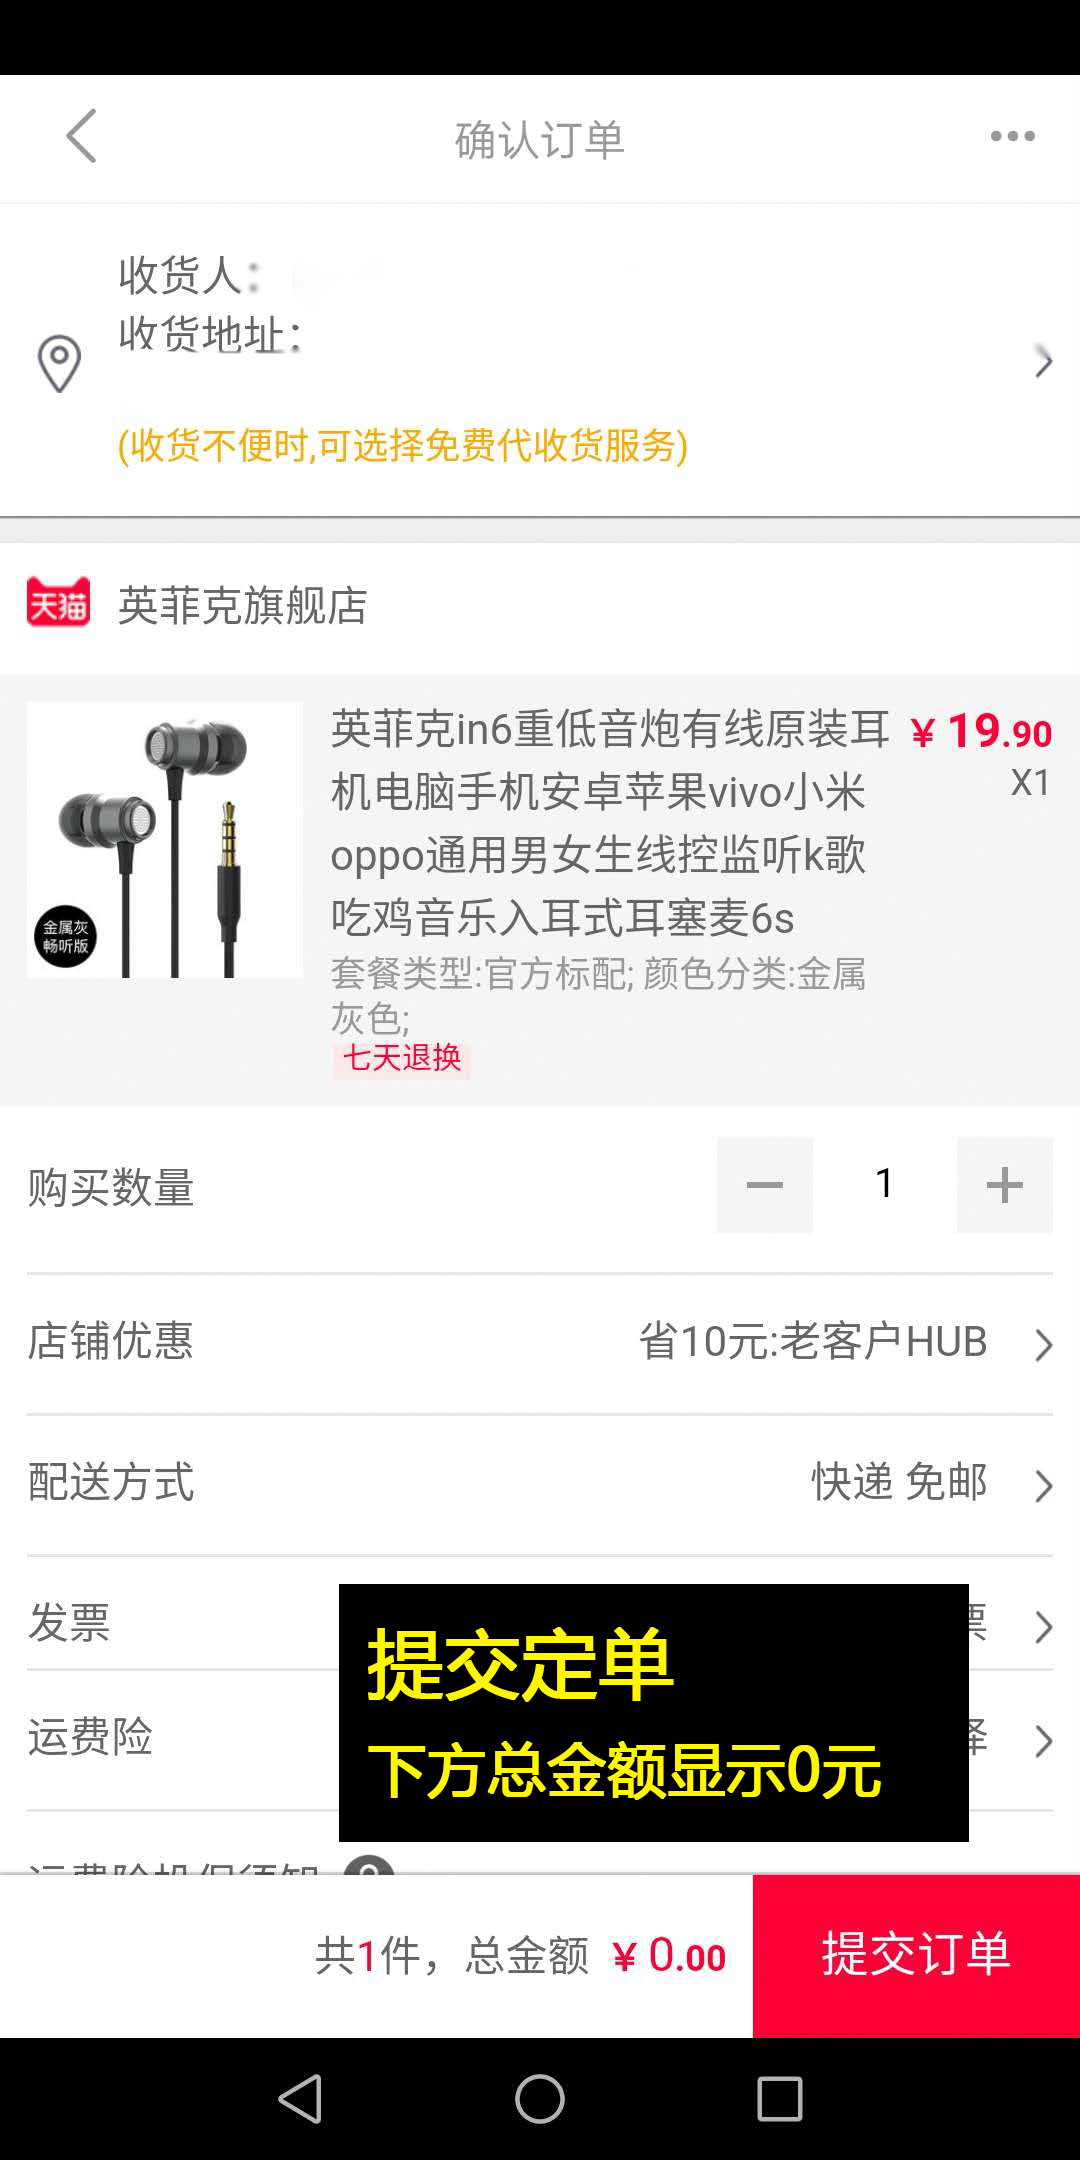 确认订单
收货人：
收货地址：
(收货不便时,可选择免费代收货服务)
天猫 英菲克旗舰店
英菲克in6重低音炮有线原装耳 ¥ 19.90
机电脑手机安卓苹果vivo小米 X1
oppo通用男女生线控监听k歌
吃鸡音乐入耳式耳塞麦6s
套餐类型:官方标配; 颜色分类:金属
灰色;
七天退换
金属灰
畅听版
购买数量 1
店铺优惠 省10元:老客户HUB
配送方式 快递 免邮
发票 票
运费险 择
提交定单
下方总金额显示0元
运费险投保须知
共1件，总金额 ¥ 0.00 提交订单